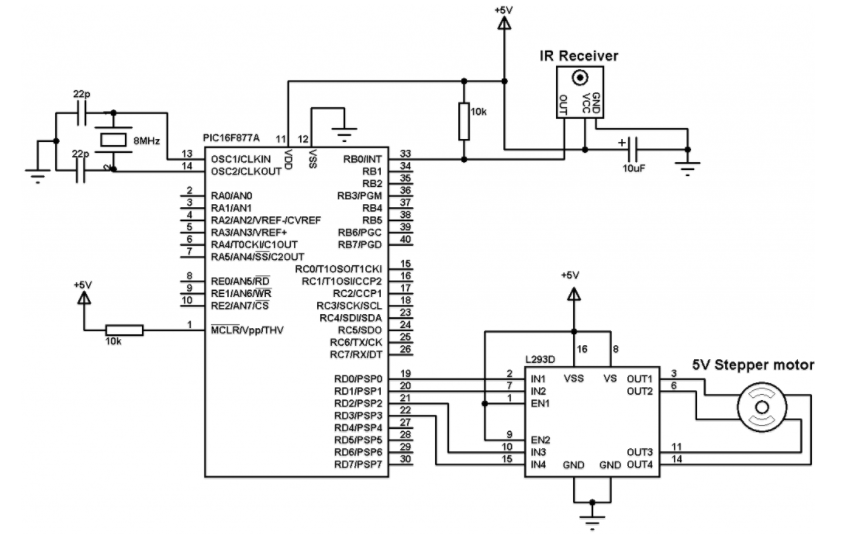 +5V
IR Receiver
OUT
VCC
GND
22p
10k
8MHz
PIC16F877A
11
12
+
10uF
22p
2
13 OSC1/CLKIN
14 OSC2/CLKOUT
VDD
VSS
RB0/INT 33
RB1 34
RB2 35
RB3/PGM 36
RB4 37
RB5 38
RB6/PGC 39
RB7/PGD 40
2 RA0/AN0
3 RA1/AN1
4 RA2/AN2/VREF-/CVREF
5 RA3/AN3/VREF+
6 RA4/T0CKI/C1OUT
7 RA5/AN4/SS/C2OUT
RC0/T1OSO/T1CKI 15
RC1/T1OSI/CCP2 16
RC2/CCP1 17
RC3/SCK/SCL 18
RC4/SDI/SDA 23
RC5/SDO 24
RC6/TX/CK 25
RC7/RX/DT 26
8 RE0/AN5/RD
9 RE1/AN6/WR
10 RE2/AN7/CS
+5V
10k
1 MCLR/Vpp/THV
+5V
RD0/PSP0 19
RD1/PSP1 20
RD2/PSP2 21
RD3/PSP3 22
RD4/PSP4 27
RD5/PSP5 28
RD6/PSP6 29
RD7/PSP7 30
L293D
16
8
5V Stepper motor
2 IN1
VSS
VS
OUT1 3
7 IN2
OUT2 6
1 EN1
9 EN2
10 IN3
OUT3 11
15 IN4
GND
GND
OUT4 14